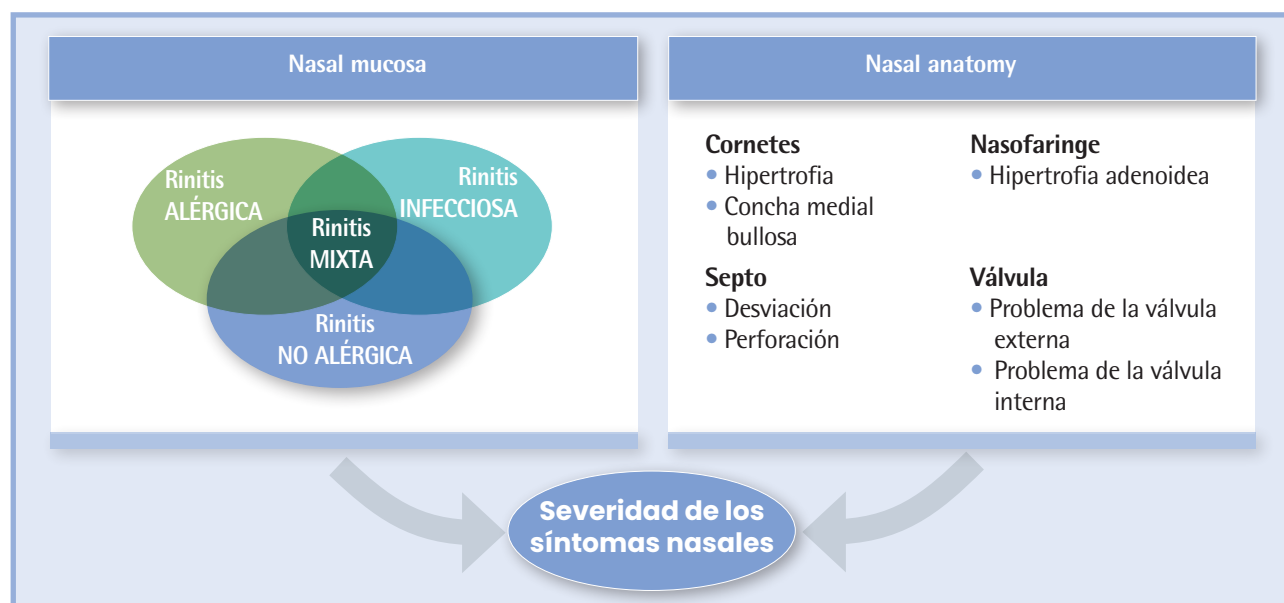 Nasal mucosa
Rinitis
ALÉRGICA
Rinitis
INFECCIOSA
Rinitis
MIXTA
Rinitis
NO ALÉRGICA
Nasal anatomy
Cornetes
• Hipertrofia
• Concha medial
bullosa
Septo
• Desviación
• Perforación
Nasofaringe
• Hipertrofia adenoidea
Válvula
• Problema de la válvula
externa
• Problema de la válvula
interna
Severidad de los
síntomas nasales